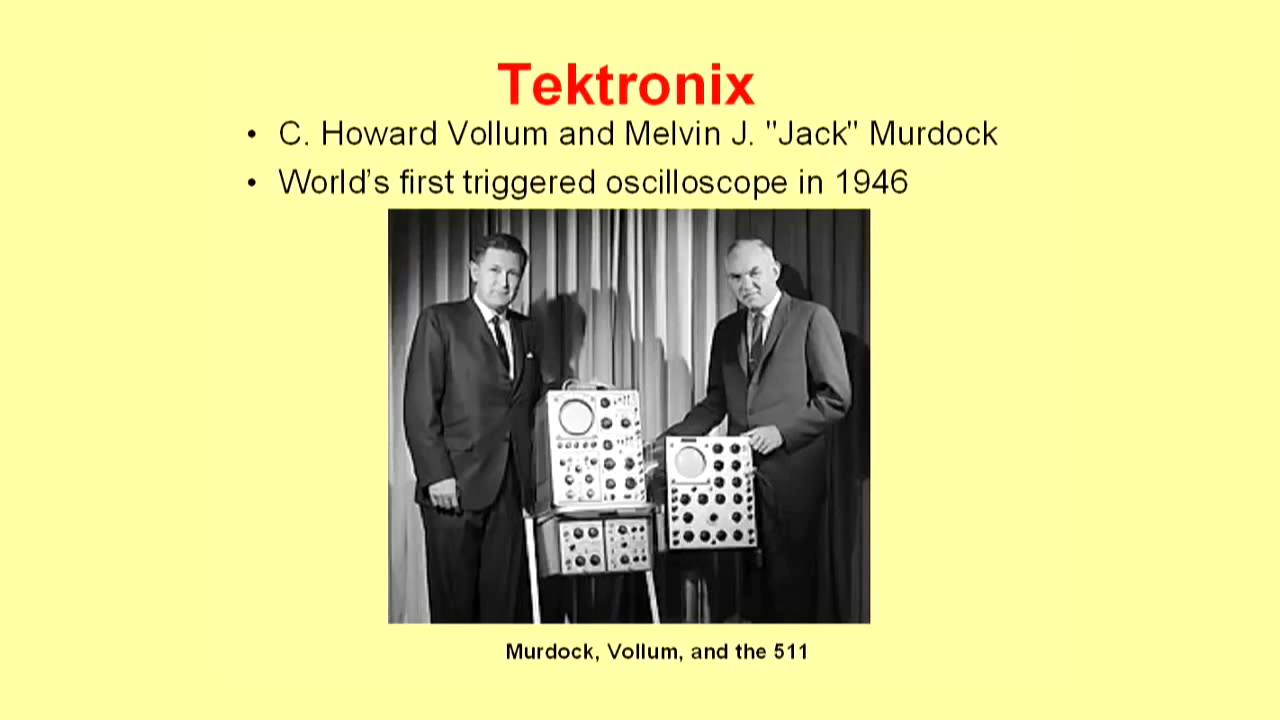 Tektronix
• C. Howard Vollum and Melvin J. "Jack" Murdock
• World’s first triggered oscilloscope in 1946
Murdock, Vollum, and the 511